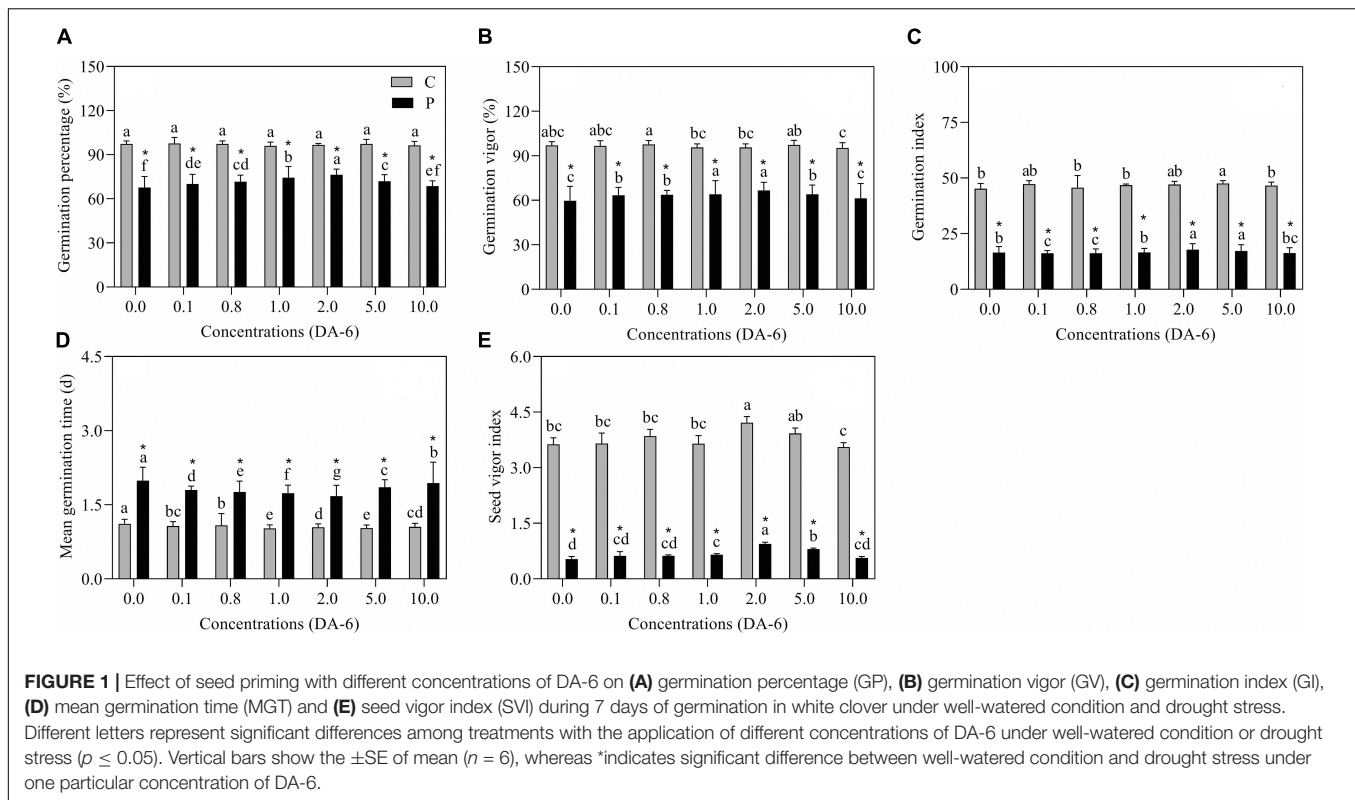 A
B
C
150
120
90
60
30
0
Germination percentage (%)
C
P
a a a a a a a
* * * * * * *
f de cd b a c ef
0.0 0.1 0.8 1.0 2.0 5.0 10.0
Concentrations (DA-6)
150
120
90
60
30
0
Germination vigor (%)
abc abc a bc bc ab c
* * * * * * *
c b b a a b c
0.0 0.1 0.8 1.0 2.0 5.0 10.0
Concentrations (DA-6)
100
75
50
25
0
Germination index
b ab b b ab a b
* * * * * * *
b c c b a a bc
0.0 0.1 0.8 1.0 2.0 5.0 10.0
Concentrations (DA-6)
D
E
4.5
3.0
1.5
0.0
Mean germination time (d)
* * * * * * *
a d e f g c b
a bc b e d e cd
0.0 0.1 0.8 1.0 2.0 5.0 10.0
Concentrations (DA-6)
6.0
4.5
3.0
1.5
0.0
Seed vigor index
bc bc bc bc a ab c
* * * * * * *
d cd cd c a b cd
0.0 0.1 0.8 1.0 2.0 5.0 10.0
Concentrations (DA-6)
FIGURE 1 | Effect of seed priming with different concentrations of DA-6 on (A) germination percentage (GP), (B) germination vigor (GV), (C) germination index (GI),
(D) mean germination time (MGT) and (E) seed vigor index (SVI) during 7 days of germination in white clover under well-watered condition and drought stress.
Different letters represent significant differences among treatments with the application of different concentrations of DA-6 under well-watered condition or drought
stress (p ≤ 0.05). Vertical bars show the ±SE of mean (n = 6), whereas *indicates significant difference between well-watered condition and drought stress under
one particular concentration of DA-6.